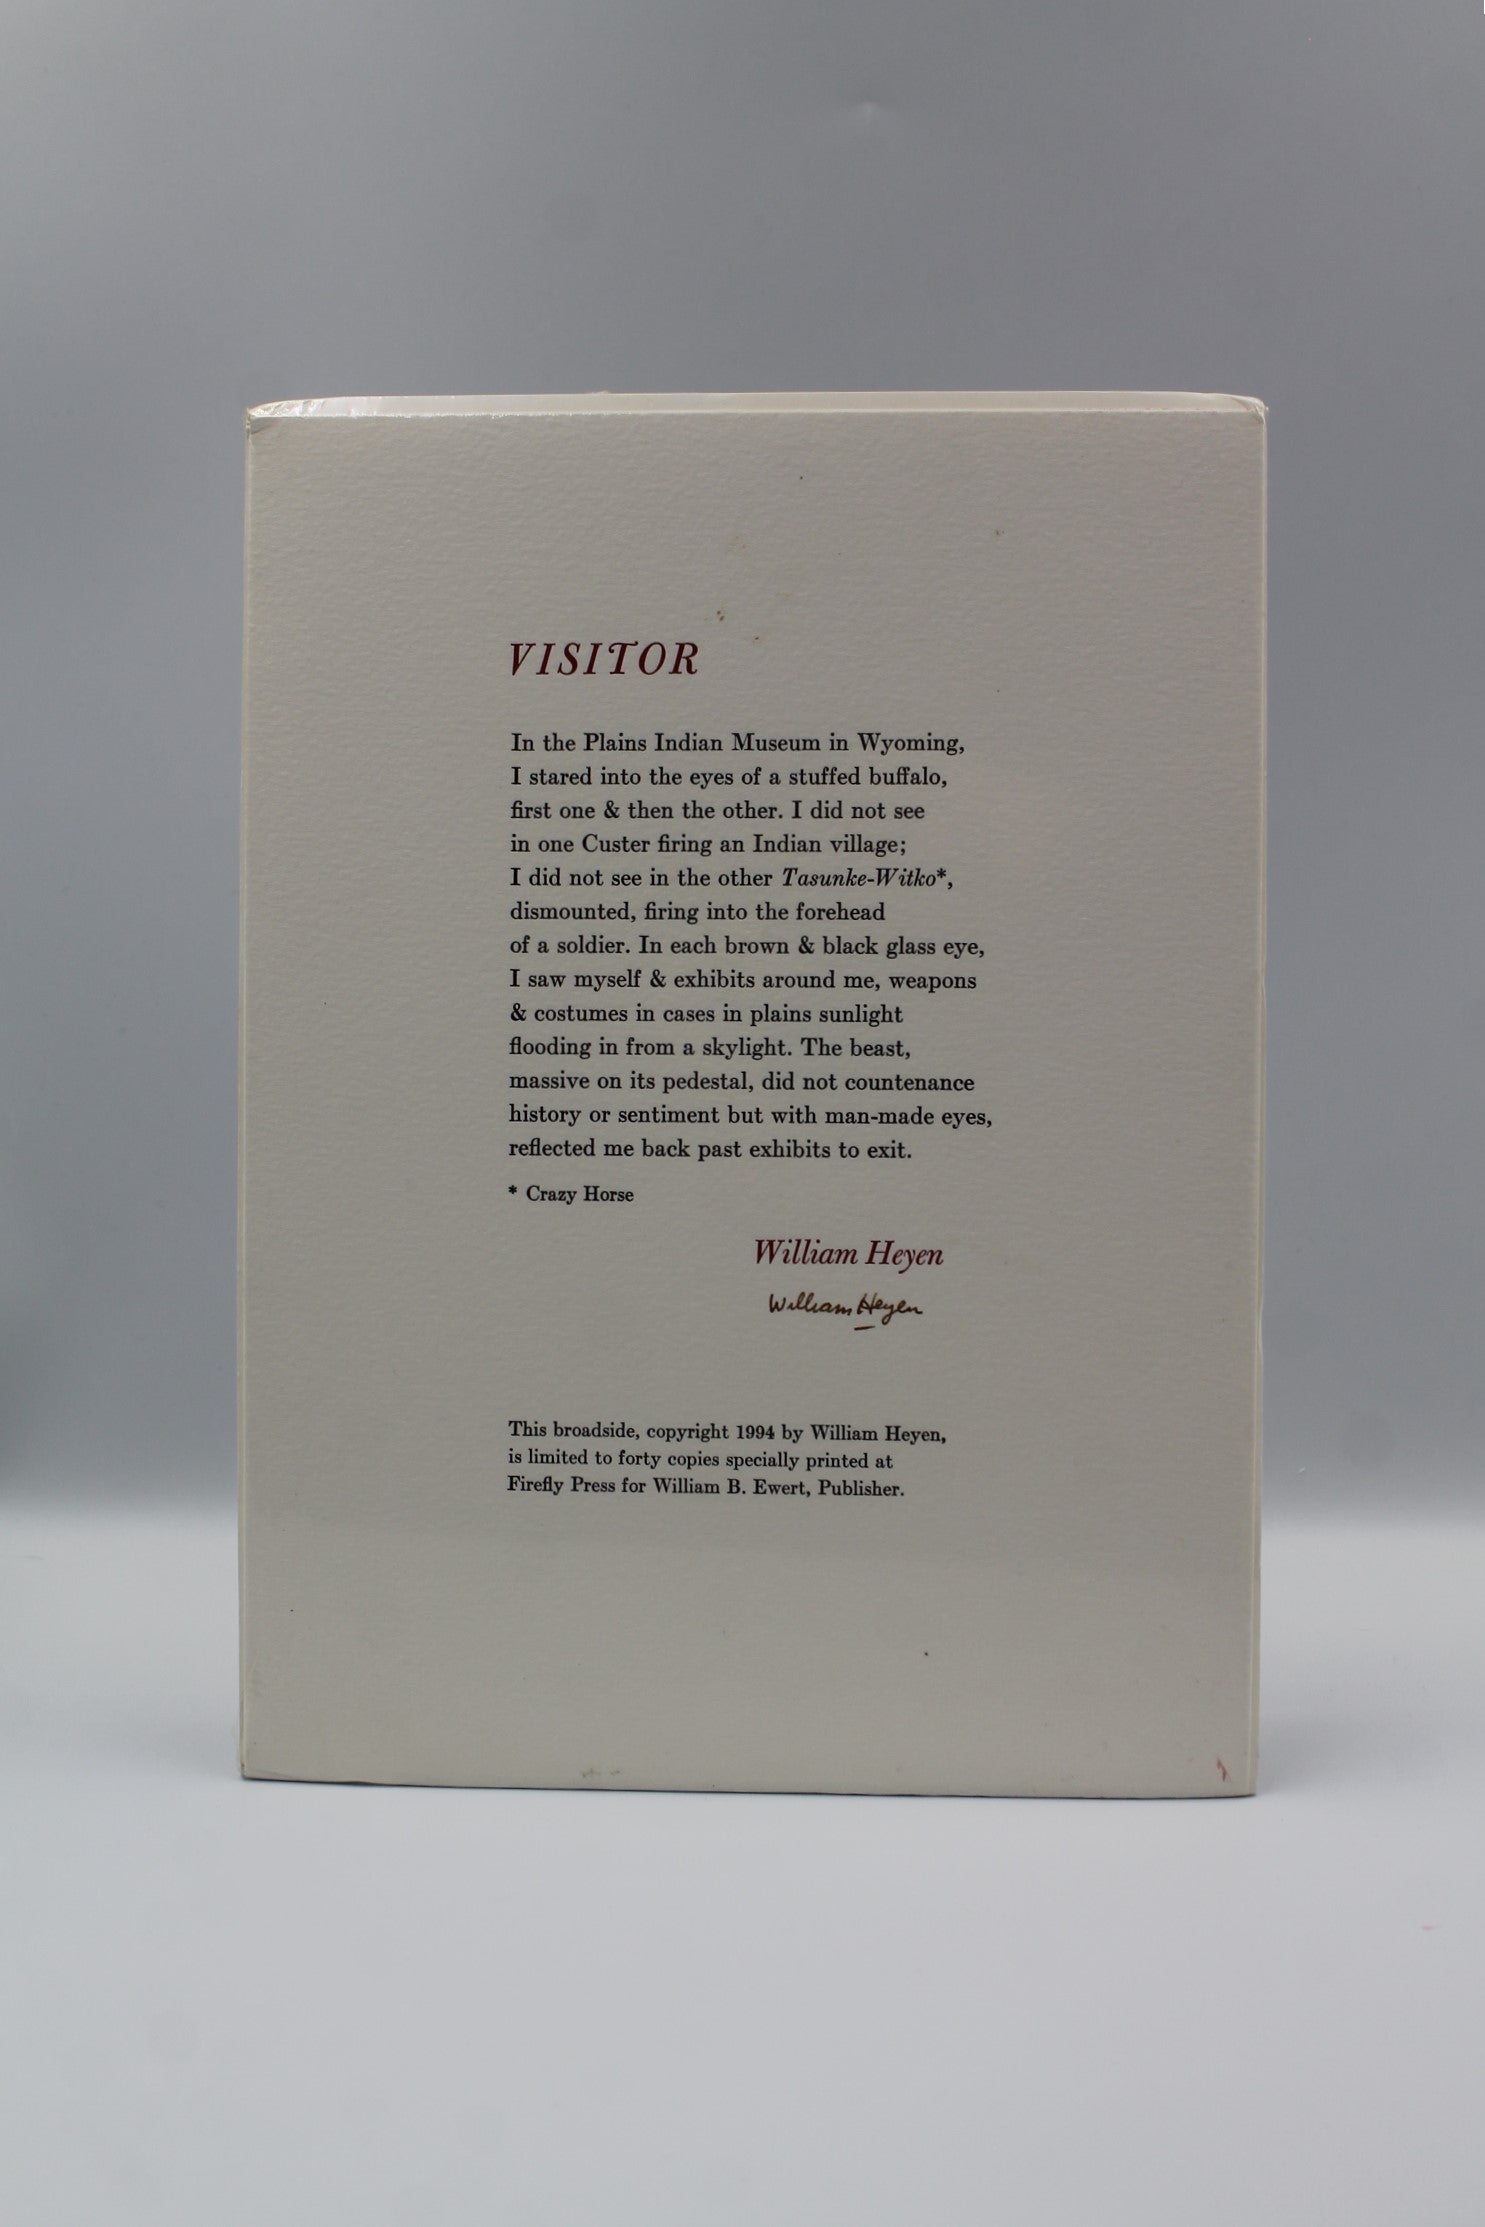 VISITOR
In the Plains Indian Museum in Wyoming,
I stared into the eyes of a stuffed buffalo,
first one & then the other. I did not see
in one Custer firing an Indian village;
I did not see in the other Tasunke-Witko*,
dismounted, firing into the forehead
of a soldier. In each brown & black glass eye,
I saw myself & exhibits around me, weapons
& costumes in cases in plains sunlight
flooding in from a skylight. The beast,
massive on its pedestal, did not countenance
history or sentiment but with man-made eyes,
reflected me back past exhibits to exit.
* Crazy Horse
William Heyen
William Heyen
This broadside, copyright 1994 by William Heyen,
is limited to forty copies specially printed at
Firefly Press for William B. Ewert, Publisher.